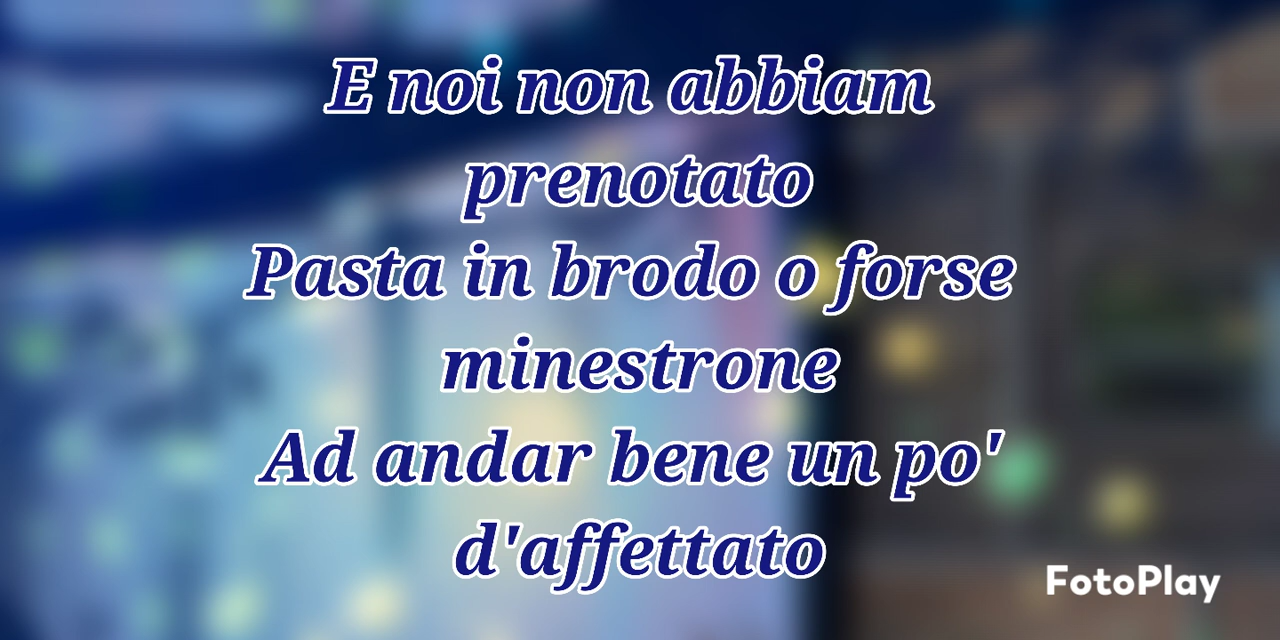 E noi non abbiam
prenotato
Pasta in brodo o forse
minestrone
Ad andar bene un po'
d'affettato
FotoPlay